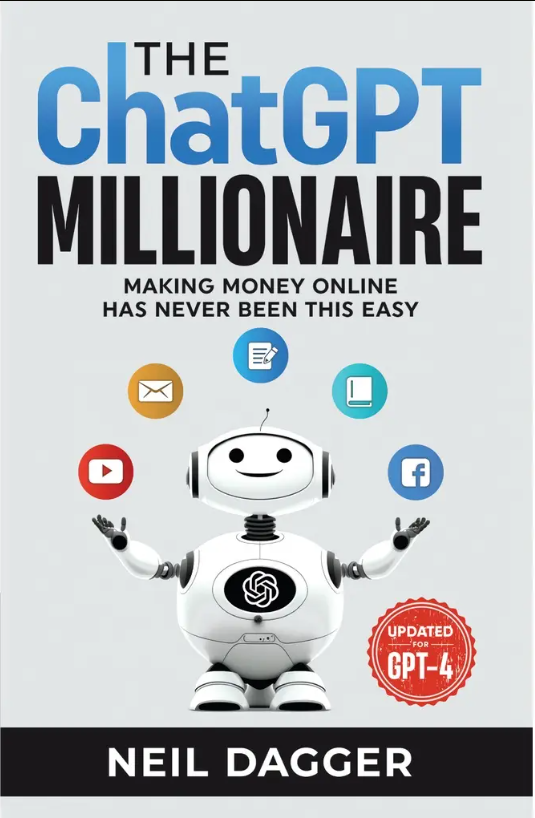 THE
ChatGPT
MILLIONAIRE
MAKING MONEY ONLINE
HAS NEVER BEEN THIS EASY
UPDATED
FOR
GPT-4
NEIL DAGGER